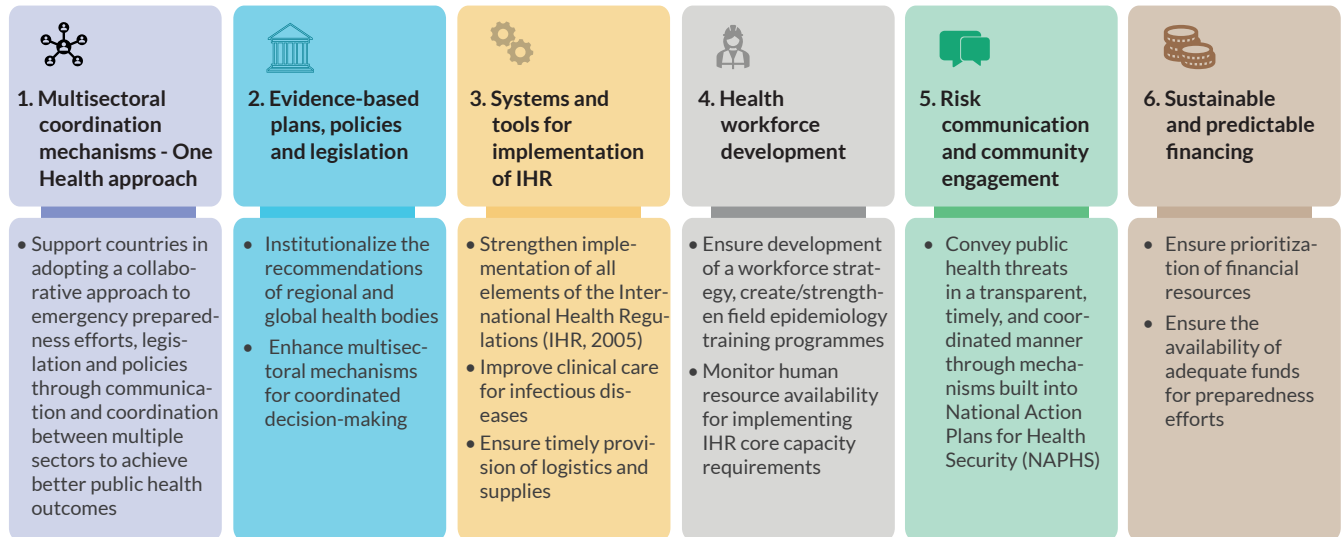 1. Multisectoral
coordination
mechanisms - One
Health approach
• Support countries in
adopting a collabo-
rative approach to
emergency prepared-
ness efforts, legis-
lation and policies
through communica-
tion and coordination
between multiple
sectors to achieve
better public health
outcomes
2. Evidence-based
plans, policies
and legislation
• Institutionalize the
recommendations
of regional and
global health bodies
• Enhance multisec-
toral mechanisms
for coordinated
decision-making
3. Systems and
tools for
implementation
of IHR
• Strengthen imple-
mentation of all
elements of the Inter-
national Health Regu-
lations (IHR, 2005)
• Improve clinical care
for infectious dis-
eases
• Ensure timely provi-
sion of logistics and
supplies
4. Health
workforce
development
• Ensure development
of a workforce strat-
egy, create/strength-
en field epidemiology
training programmes
• Monitor human
resource availability
for implementing
IHR core capacity
requirements
5. Risk
communication
and community
engagement
• Convey public
health threats
in a transparent,
timely, and coor-
dinated manner
through mecha-
nisms built into
National Action
Plans for Health
Security (NAPHS)
6. Sustainable
and predictable
financing
• Ensure prioritiza-
tion of financial
resources
• Ensure the
availability of
adequate funds
for preparedness
efforts